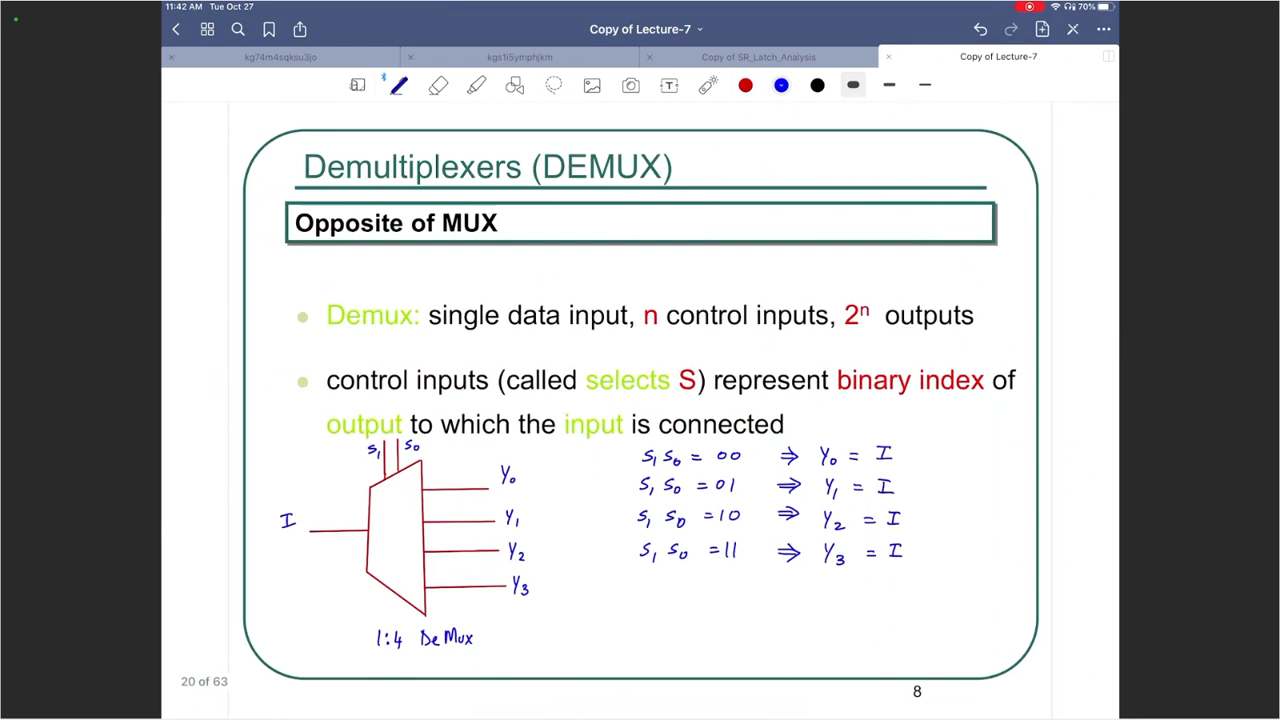 11:42 AM Tue Oct 27
70%
Copy of Lecture-7
kg74m4sqksu3jo
kgs1i5ymphjkm
Copy of SR_Latch_Analysis
Copy of Lecture-7
Demultiplexers (DEMUX)
Opposite of MUX
Demux: single data input, n control inputs, 2ⁿ outputs
control inputs (called selects S) represent binary index of
output to which the input is connected
S₁ S₀
I
Y₀
Y₁
Y₂
Y₃
1:4 DeMux
S₁ S₀ = 00 ⇒ Y₀ = I
S₁ S₀ = 01 ⇒ Y₁ = I
S₁ S₀ = 10 ⇒ Y₂ = I
S₁ S₀ = 11 ⇒ Y₃ = I
20 of 63
8